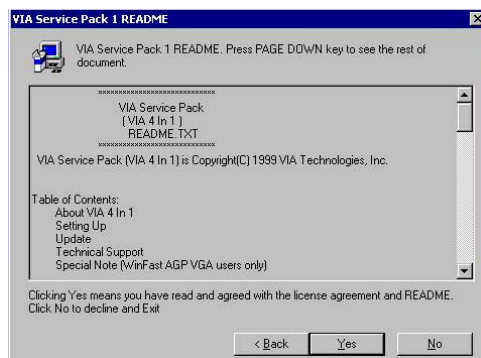 VIA Service Pack 1 README
VIA Service Pack 1 README. Press PAGE DOWN key to see the rest of
document.
xxxxxxxxxxxxxxxxxxxxxxxxxxxxx
VIA Service Pack
( VIA 4 In 1 )
README.TXT
xxxxxxxxxxxxxxxxxxxxxxxxxxxxx
VIA Service Pack (VIA 4 In 1) is Copyright(C) 1999 VIA Technologies, Inc.
Table of Contents:
About VIA 4 In 1
Setting Up
Update
Technical Support
Special Note (WinFast AGP VGA users only)
Clicking Yes means you have read and agreed with the license agreement and README.
Click No to decline and Exit
< Back
Yes
No